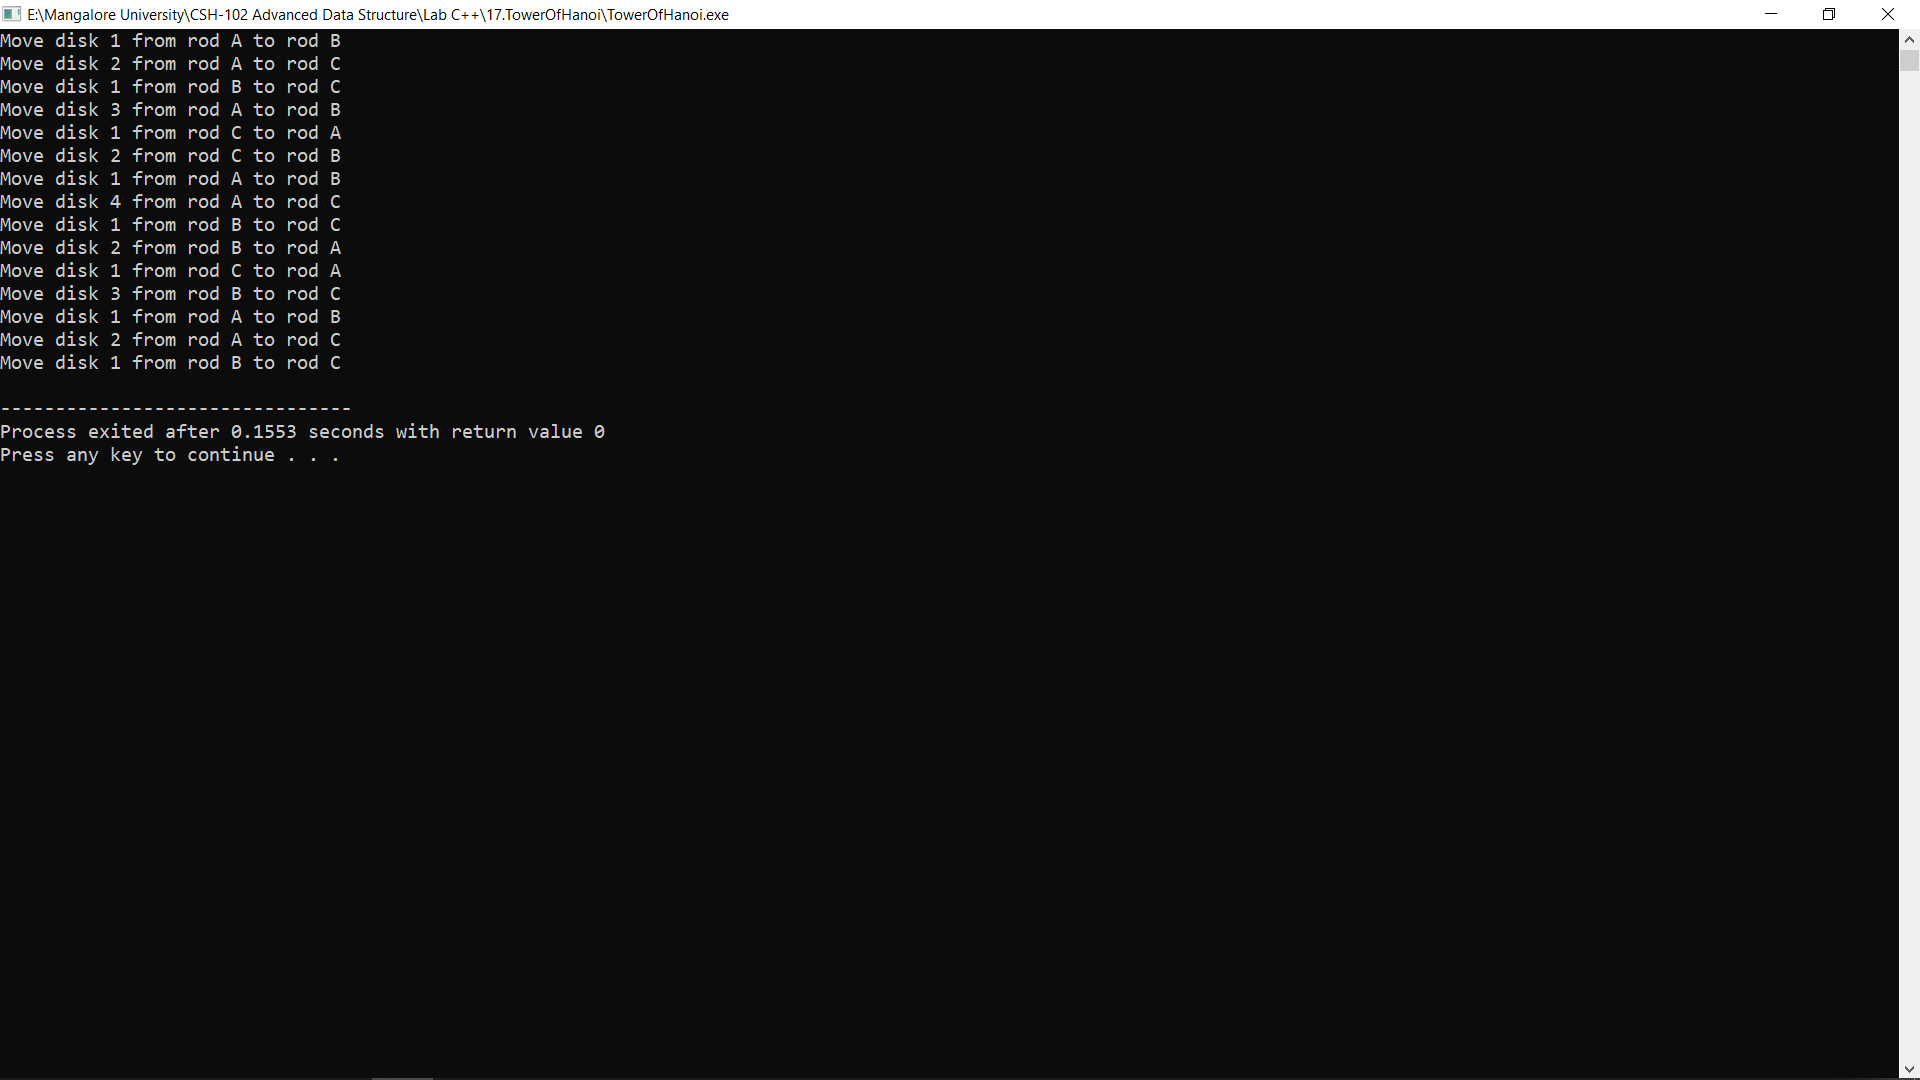 E:\Mangalore University\CSH-102 Advanced Data Structure\Lab C++\17.TowerOfHanoi\TowerOfHanoi.exe
Move disk 1 from rod A to rod B
Move disk 2 from rod A to rod C
Move disk 1 from rod B to rod C
Move disk 3 from rod A to rod B
Move disk 1 from rod C to rod A
Move disk 2 from rod C to rod B
Move disk 1 from rod A to rod B
Move disk 4 from rod A to rod C
Move disk 1 from rod B to rod C
Move disk 2 from rod B to rod A
Move disk 1 from rod C to rod A
Move disk 3 from rod B to rod C
Move disk 1 from rod A to rod B
Move disk 2 from rod A to rod C
Move disk 1 from rod B to rod C
--------------------------------
Process exited after 0.1553 seconds with return value 0
Press any key to continue . . .